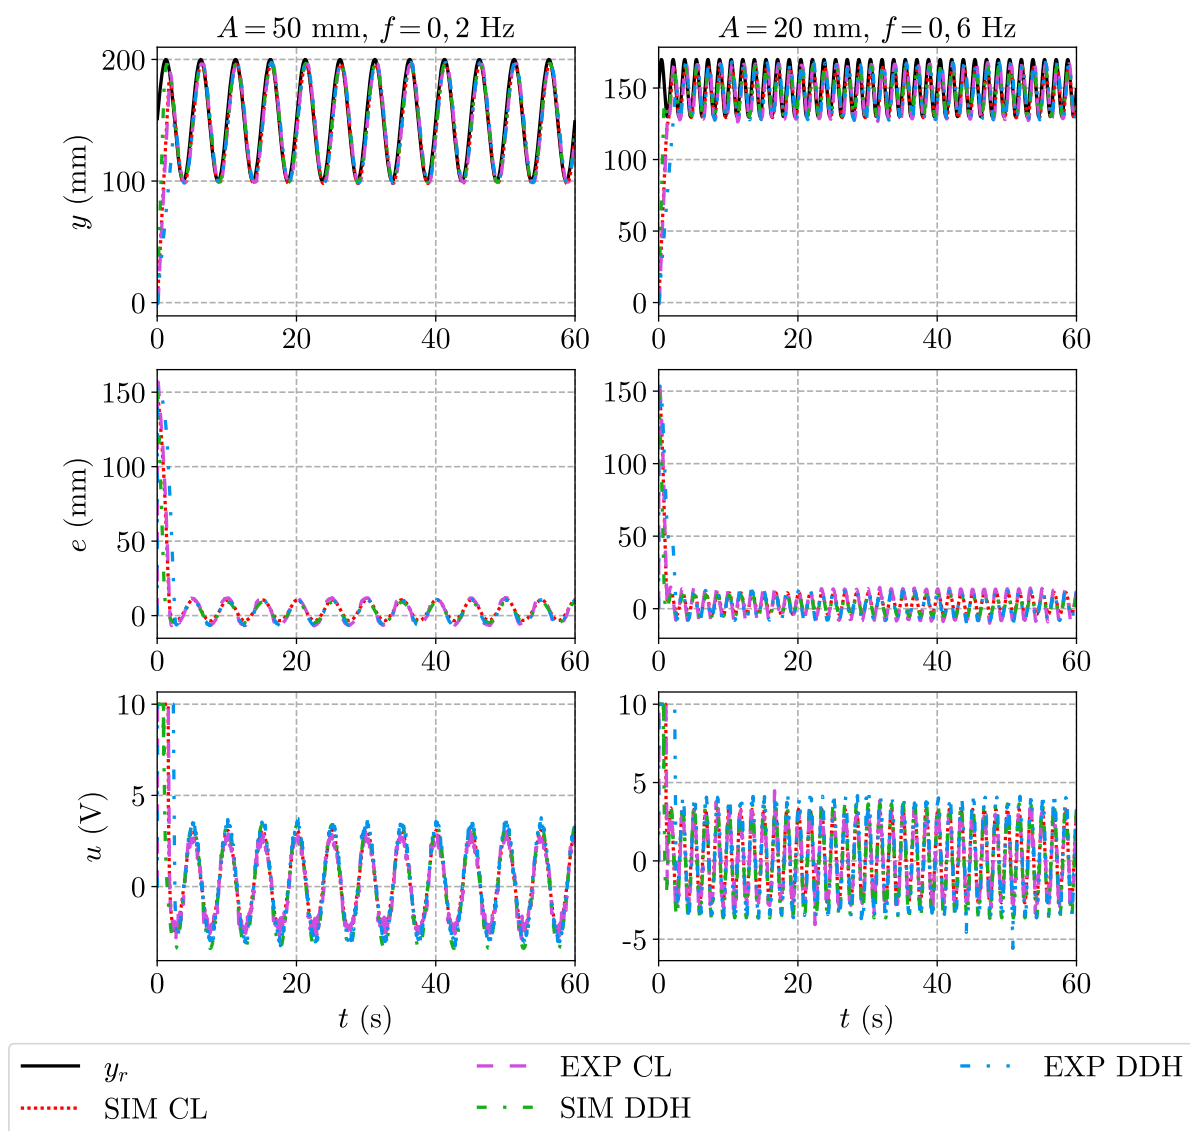 A = 50 mm, f = 0, 2 Hz
A = 20 mm, f = 0, 6 Hz
y (mm)
200
100
0
0 20 40 60
150
100
50
0
0 20 40 60
e (mm)
150
100
50
0
0 20 40 60
150
100
50
0
0 20 40 60
u (V)
10
5
0
0 20 40 60
t (s)
10
5
0
-5
0 20 40 60
t (s)
y_r
SIM CL
EXP CL
SIM DDH
EXP DDH